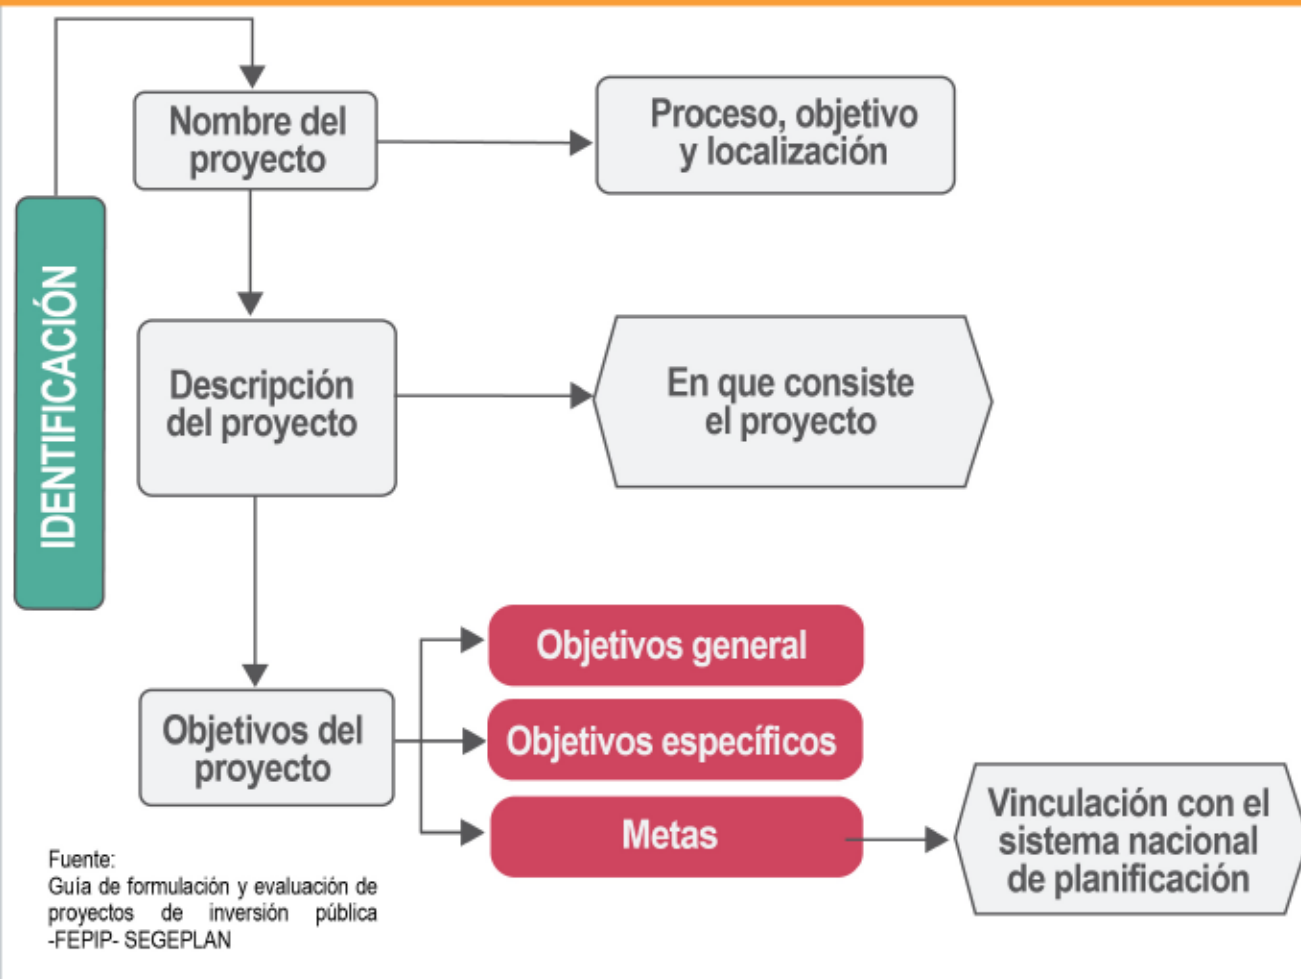 IDENTIFICACIÓN
Nombre del
proyecto
Proceso, objetivo
y localización
Descripción
del proyecto
En que consiste
el proyecto
Objetivos del
proyecto
Objetivos general
Objetivos específicos
Metas
Vinculación con el
sistema nacional
de planificación
Fuente:
Guía de formulación y evaluación de
proyectos de inversión pública
-FEPIP- SEGEPLAN